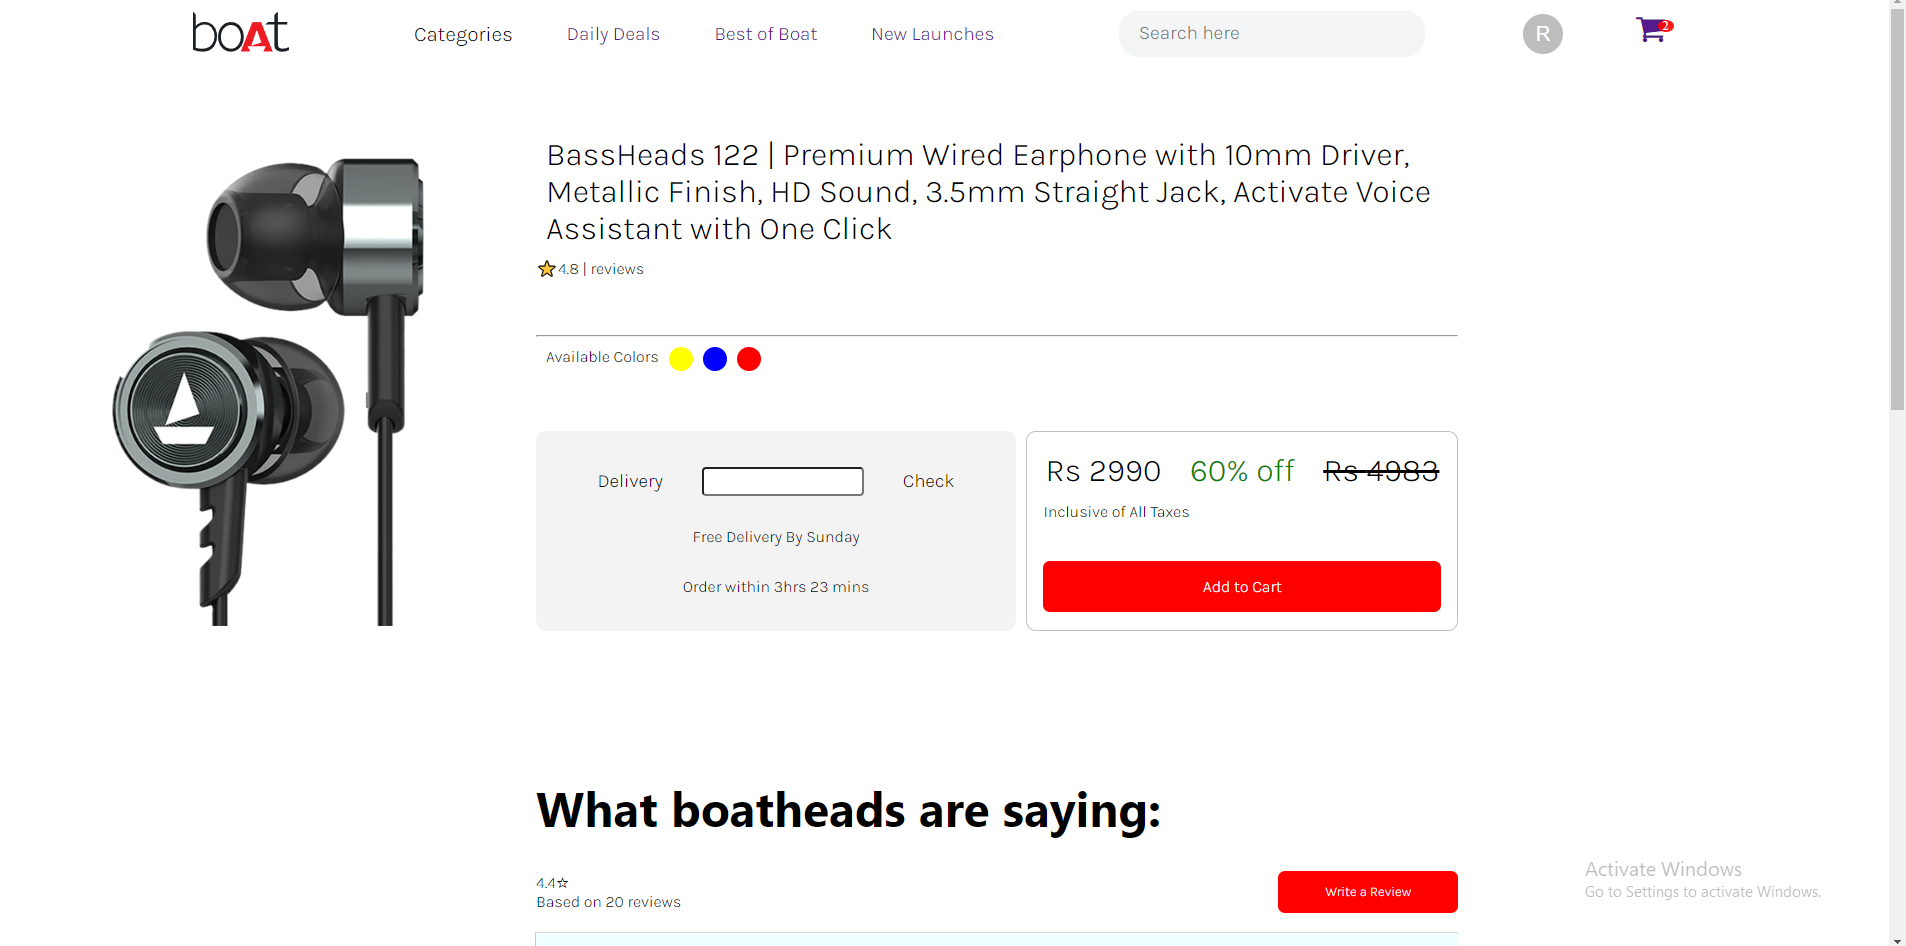 boAt
Categories
Daily Deals
Best of Boat
New Launches
Search here
R
2
BassHeads 122 | Premium Wired Earphone with 10mm Driver,
Metallic Finish, HD Sound, 3.5mm Straight Jack, Activate Voice
Assistant with One Click
4.8 | reviews
Available Colors
Delivery
Check
Free Delivery By Sunday
Order within 3hrs 23 mins
Rs 2990 60% off Rs 4983
Inclusive of All Taxes
Add to Cart
What boatheads are saying:
4.4☆
Based on 20 reviews
Write a Review
Activate Windows
Go to Settings to activate Windows.